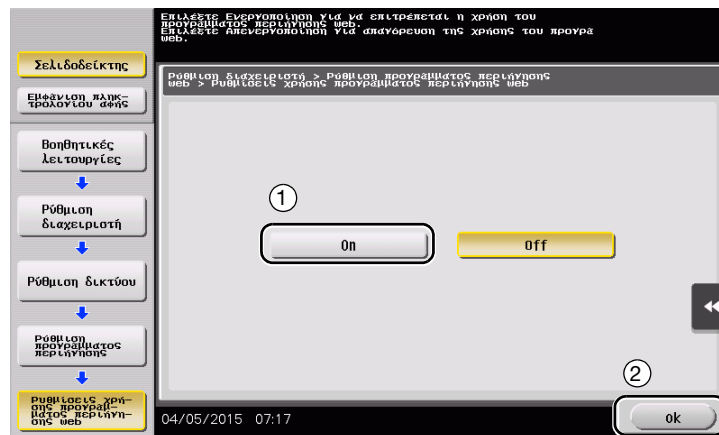 Επιλέξτε Ενεργοποίηση για να επιτρέπεται η χρήση του
προγράμματος περιήγησης web.
Επιλέξτε Απενεργοποίηση για απαγόρευση της χρήσης του προγρά
web.
Σελιδοδείκτης
Εμφάνιση πληκ-
τρολογίου αφής
Ρύθμιση διαχειριστή > Ρύθμιση προγράμματος περιήγησης
web > Ρυθμίσεις χρήσης προγράμματος περιήγησης web
Βοηθητικές
λειτουργίες
Ρύθμιση
διαχειριστή
Ρύθμιση δικτύου
Ρύθμιση
προγράμματος
περιήγησης
Ρυθμίσεις χρή-
σης προγράμ-
ματος περιήγη-
σης web
1
On
Off
2
04/05/2015 07:17
ok